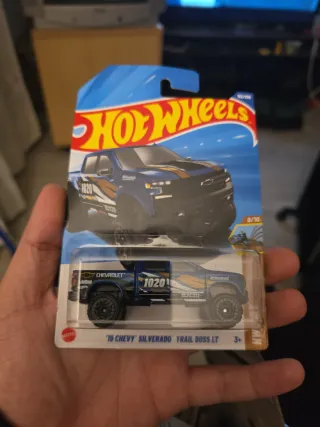 HOT WHEELS
1020
CHEVROLET
1020
'19 CHEVY SILVERADO TRAIL BOSS LT
3+